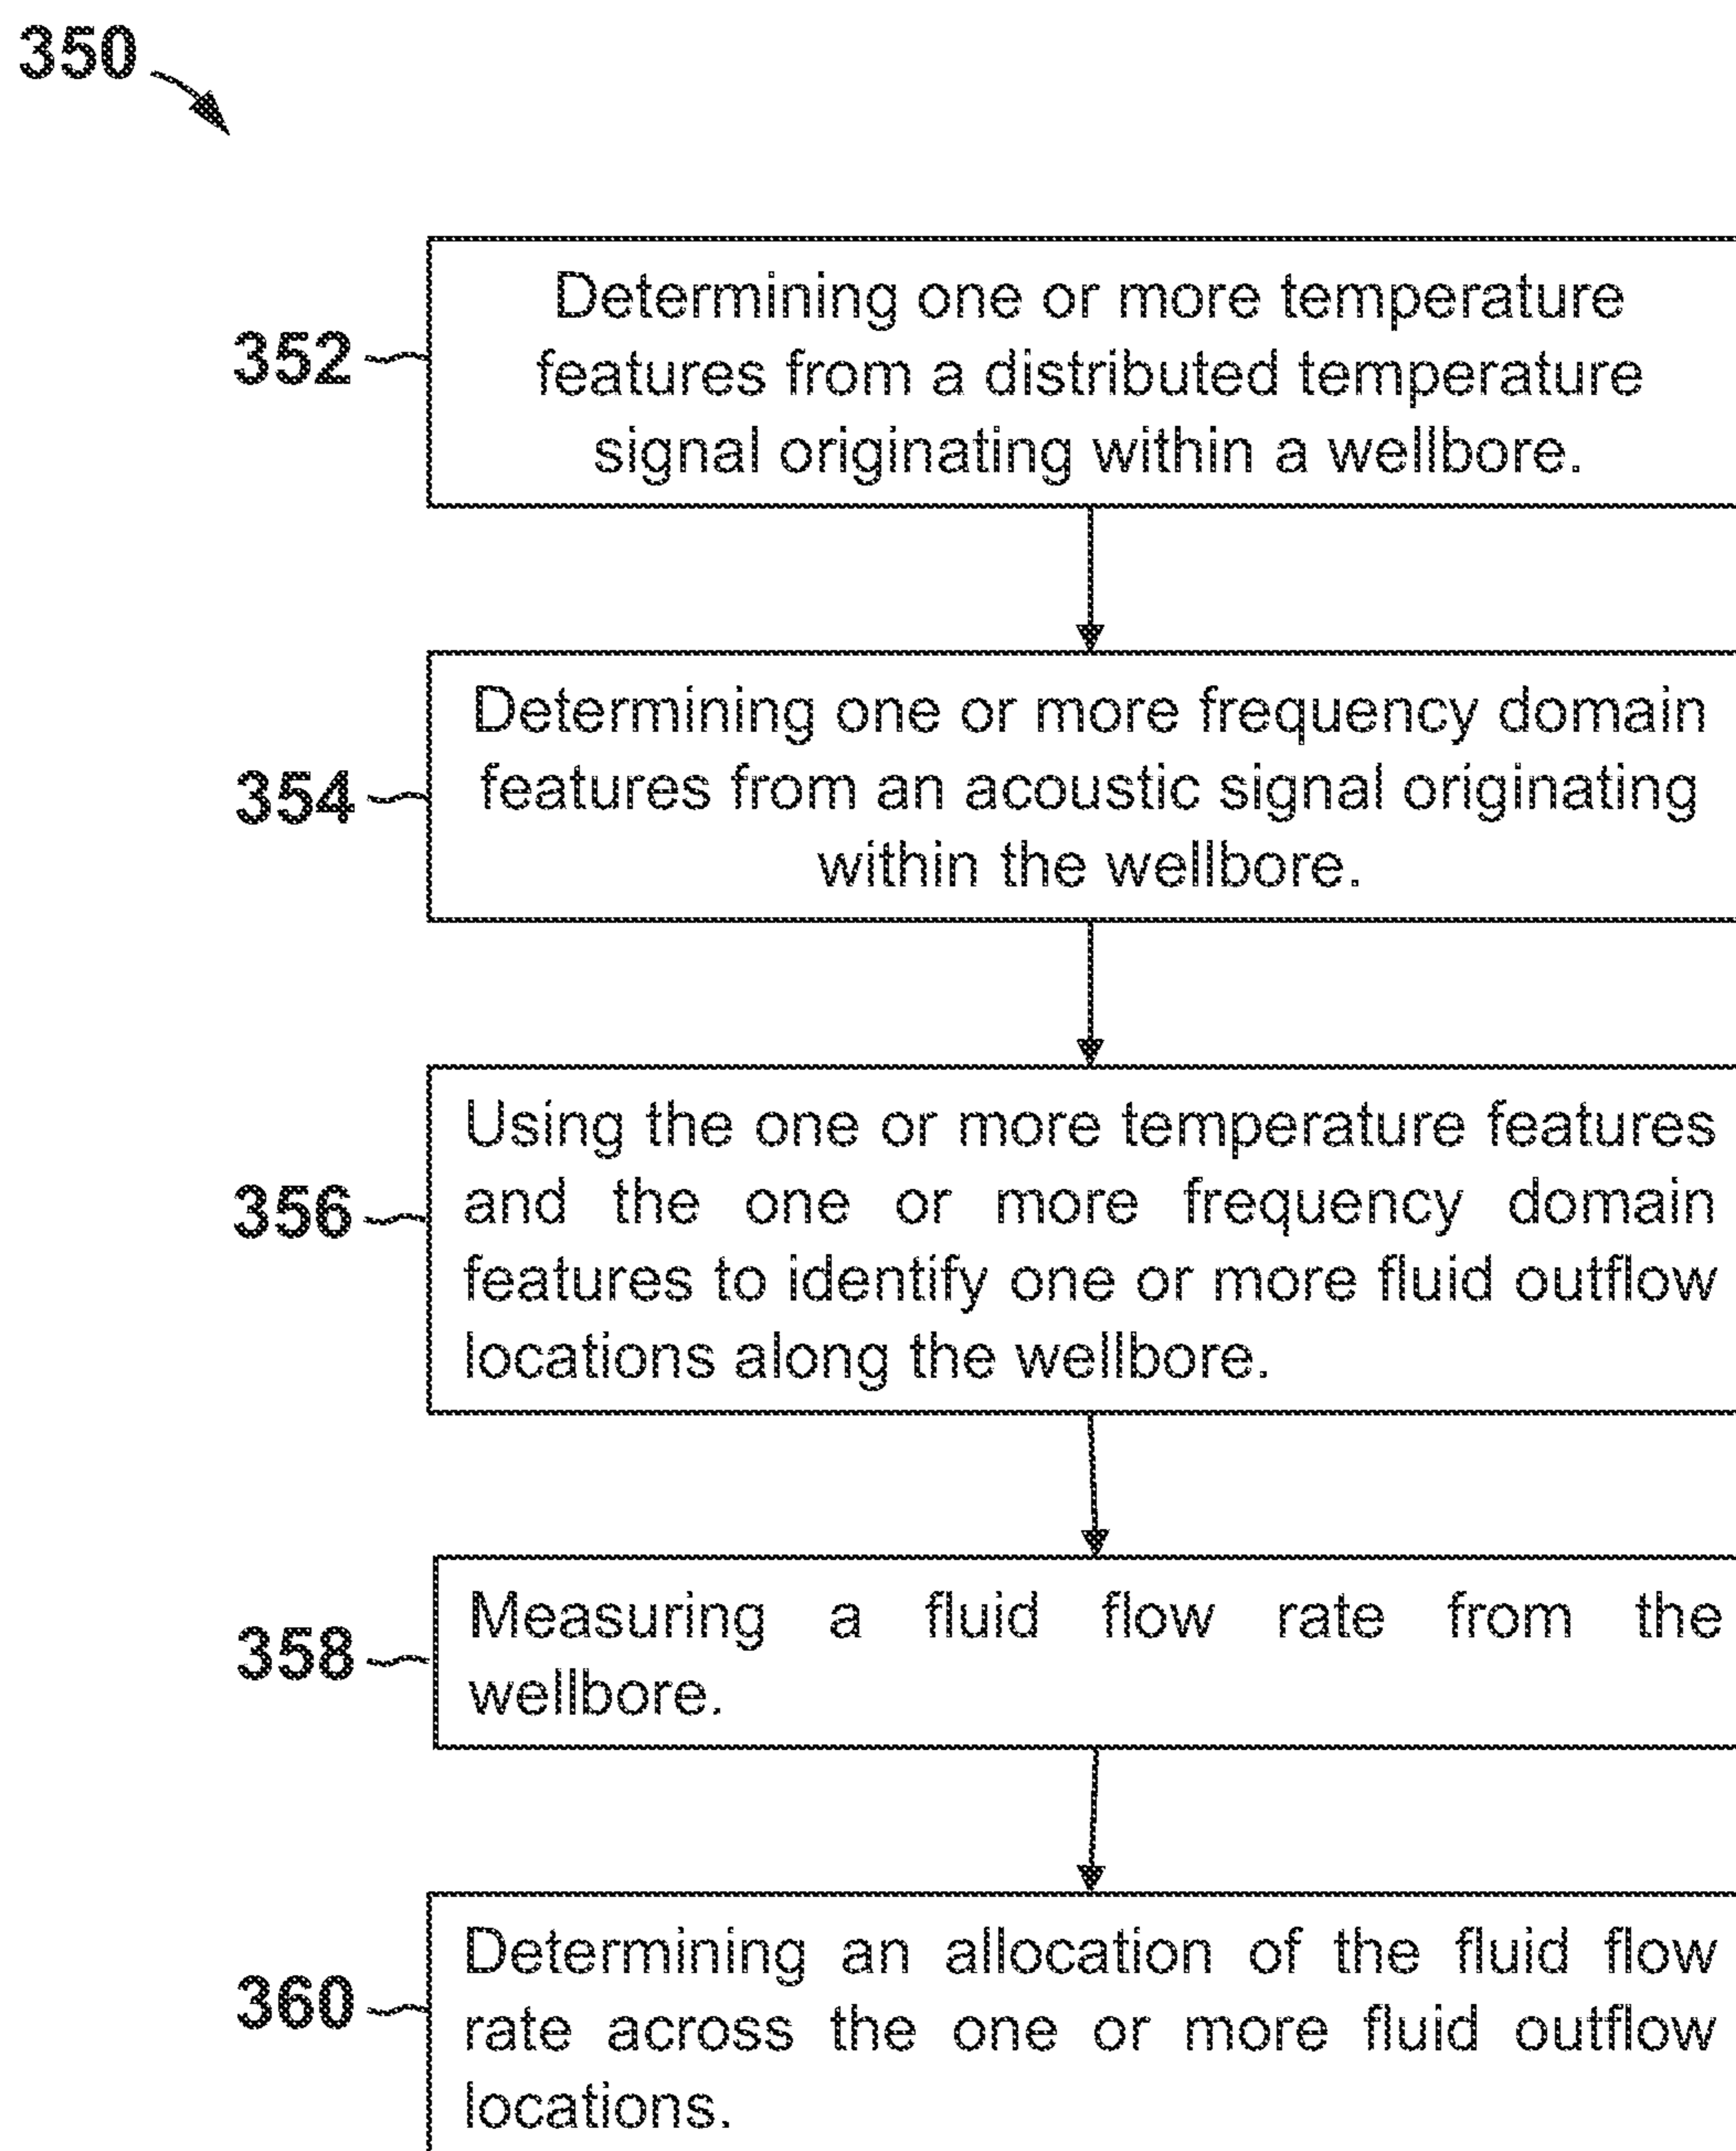 350
352
Determining one or more temperature
features from a distributed temperature
signal originating within a wellbore.
354
Determining one or more frequency domain
features from an acoustic signal originating
within the wellbore.
356
Using the one or more temperature features
and the one or more frequency domain
features to identify one or more fluid outflow
locations along the wellbore.
358
Measuring a fluid flow rate from the
wellbore.
360
Determining an allocation of the fluid flow
rate across the one or more fluid outflow
locations.